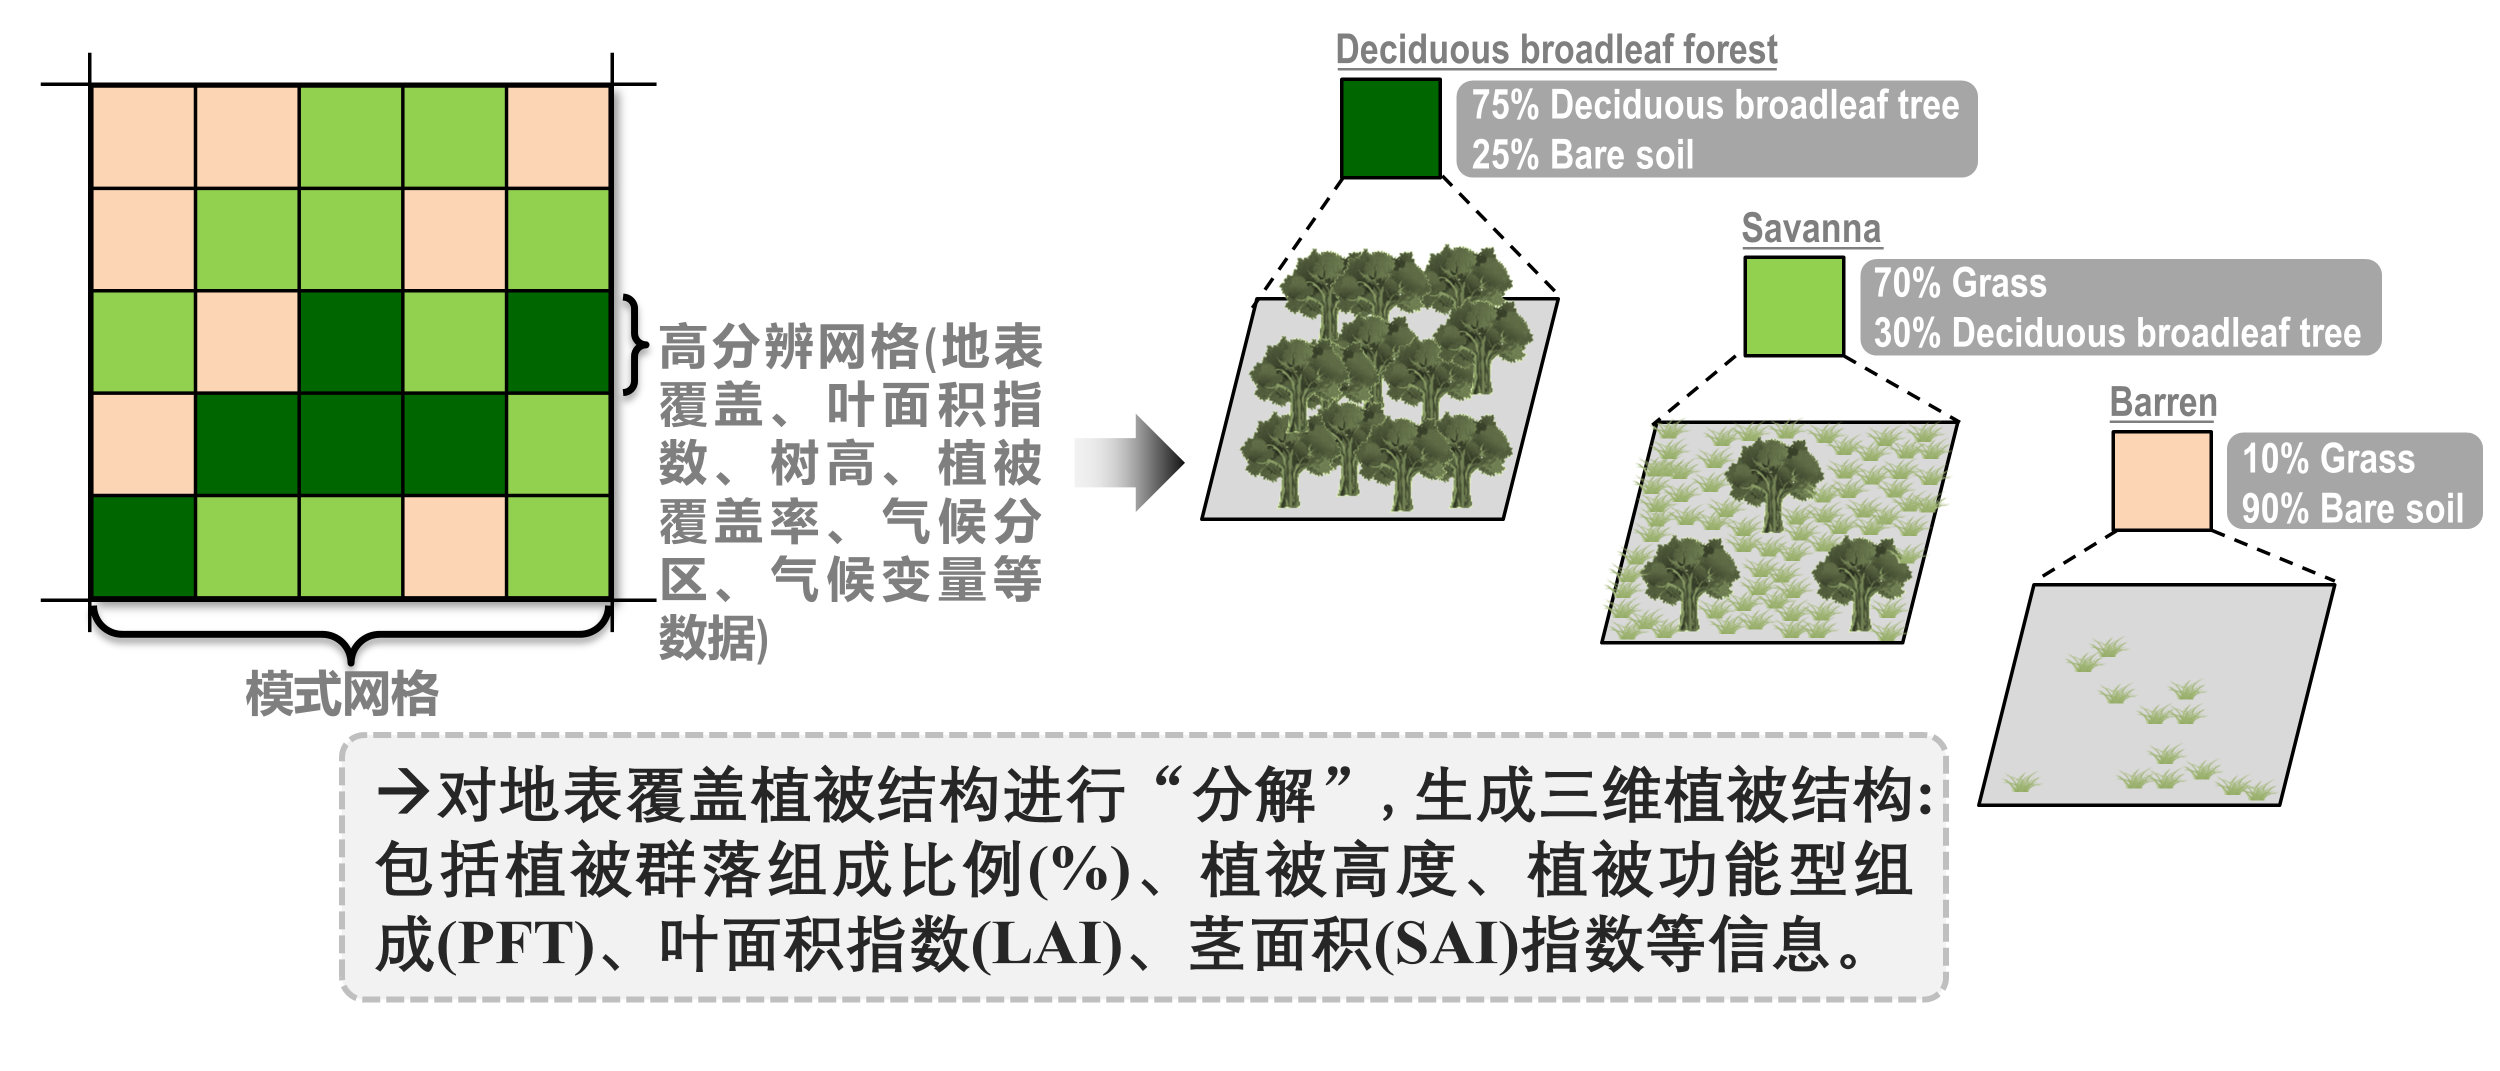 Deciduous broadleaf forest
75% Deciduous broadleaf tree
25% Bare soil
Savanna
70% Grass
30% Deciduous broadleaf tree
Barren
10% Grass
90% Bare soil
高分辨网格(地表
覆盖、叶面积指
数、树高、植被
覆盖率、气候分
区、气候变量等
数据)
模式网格
→对地表覆盖植被结构进行“分解”，生成三维植被结构:
包括植被群落组成比例(%)、植被高度、植被功能型组
成(PFT)、叶面积指数(LAI)、茎面积(SAI)指数等信息。